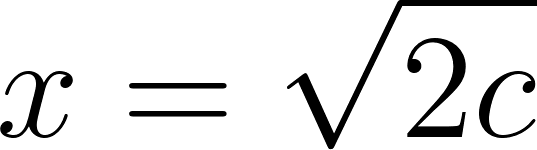 x = √2c